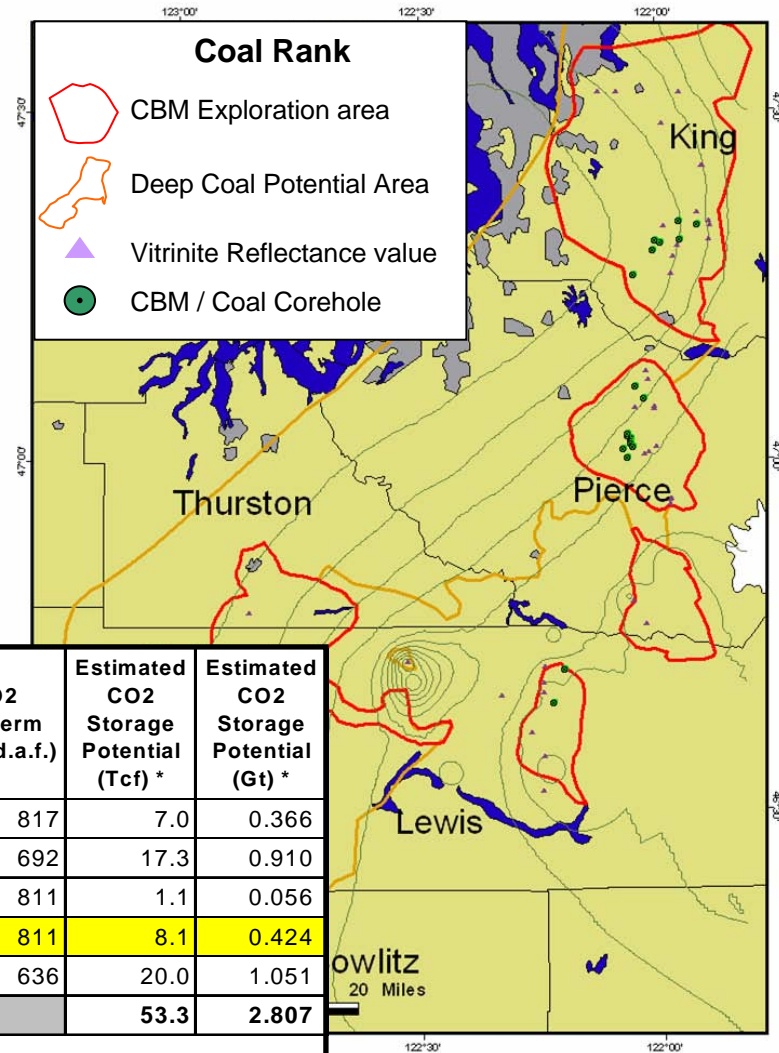 123°00' 122°30' 122°00'
Coal Rank
CBM Exploration area
Deep Coal Potential Area
Vitrinite Reflectance value
CBM / Coal Corehole
47°30'
47°30'
King
47°00'
47°00'
Thurston
Pierce
Lewis
46°30'
owlitz
20 Miles
122°30' 122°00'
O2 Estimated Estimated
erm CO2 CO2
d.a.f.) Storage Storage
Potential Potential
(Tcf) * (Gt) *
817 7.0 0.366
692 17.3 0.910
811 1.1 0.056
811 8.1 0.424
636 20.0 1.051
53.3 2.807